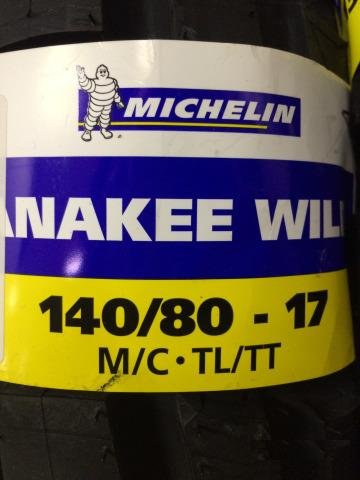 MICHELIN
ANAKEE WIL
140/80 - 17
M/C • TL/TT